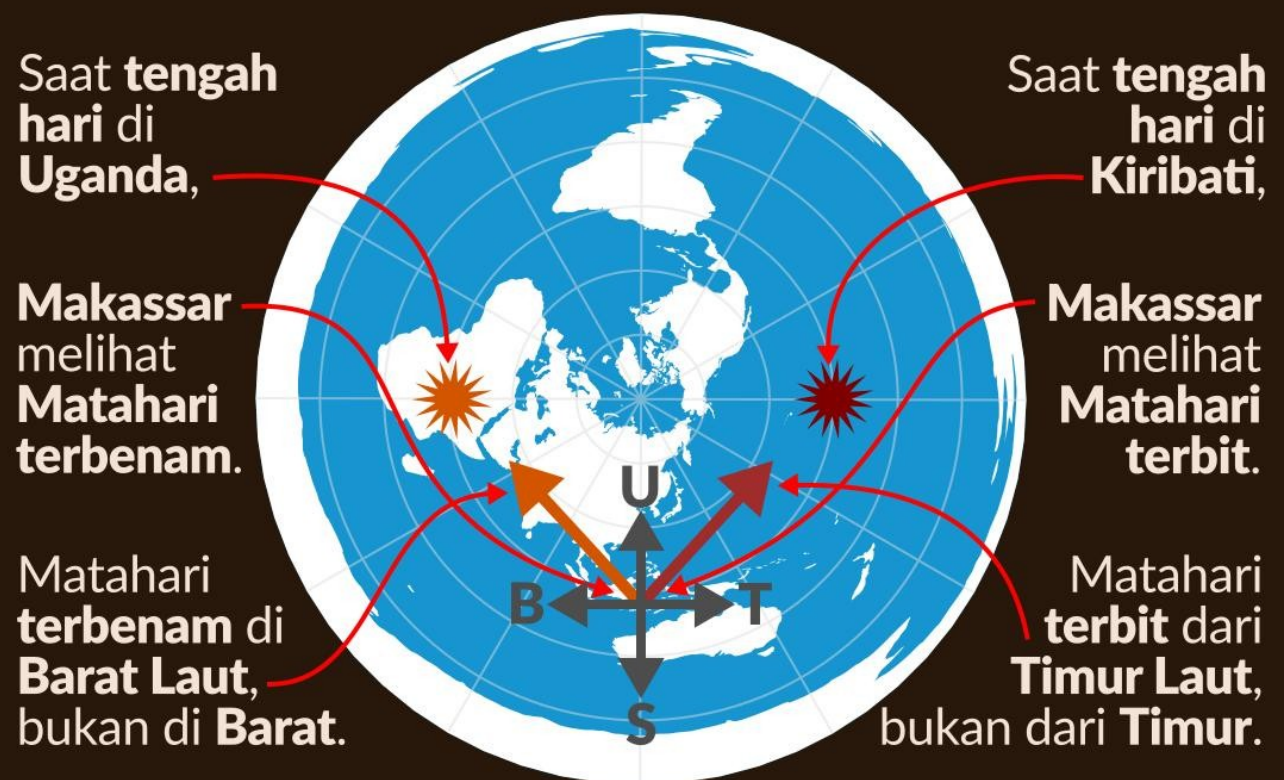 Saat tengah
hari di
Uganda,
Makassar
melihat
Matahari
terbenam.
Matahari
terbenam di
Barat Laut,
bukan di Barat.
Saat tengah
hari di
Kiribati,
Makassar
melihat
Matahari
terbit.
Matahari
terbit dari
Timur Laut,
bukan dari Timur.
U
B
T
S